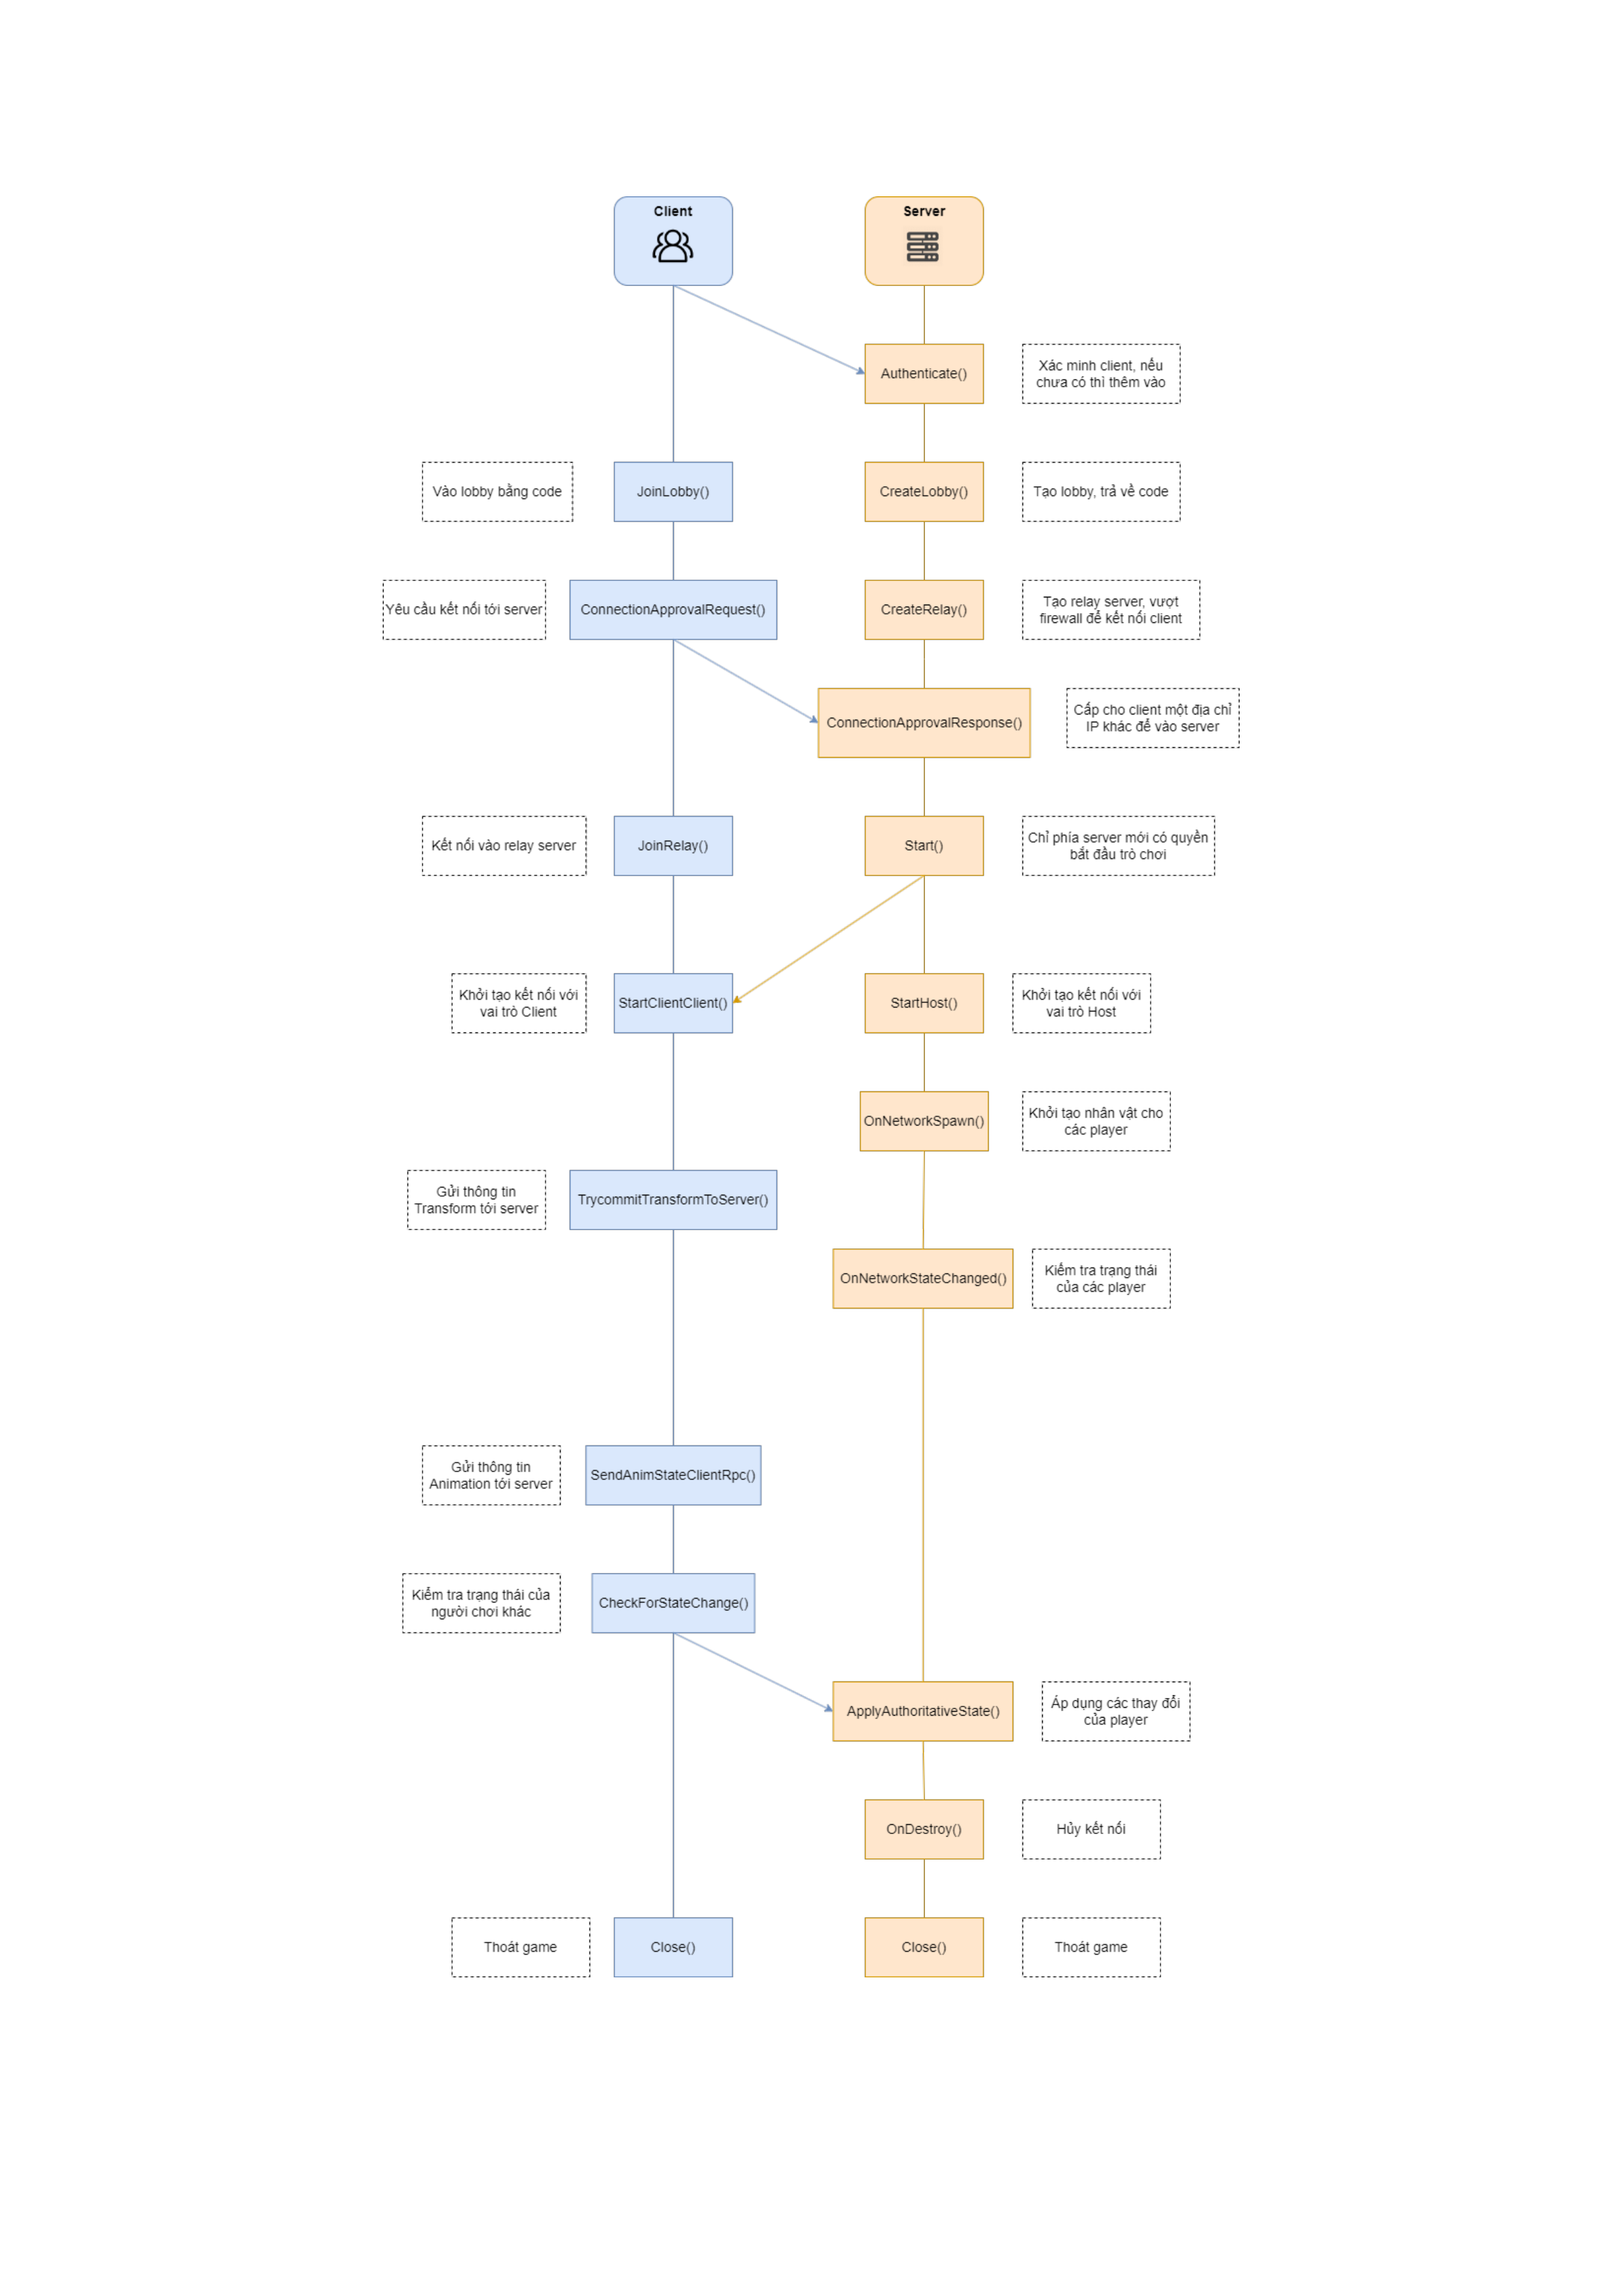 Client
Server
Authenticate()
Xác minh client, nếu
chưa có thì thêm vào
Vào lobby bằng code
JoinLobby()
CreateLobby()
Tạo lobby, trả về code
Yêu cầu kết nối tới server
ConnectionApprovalRequest()
CreateRelay()
Tạo relay server, vượt
firewall để kết nối client
ConnectionApprovalResponse()
Cấp cho client một địa chỉ
IP khác để vào server
Kết nối vào relay server
JoinRelay()
Start()
Chỉ phía server mới có quyền
bắt đầu trò chơi
Khởi tạo kết nối với
vai trò Client
StartClientClient()
StartHost()
Khởi tạo kết nối với
vai trò Host
OnNetworkSpawn()
Khởi tạo nhân vật cho
các player
Gửi thông tin
Transform tới server
TrycommitTransformToServer()
OnNetworkStateChanged()
Kiểm tra trạng thái
của các player
Gửi thông tin
Animation tới server
SendAnimStateClientRpc()
Kiểm tra trạng thái của
người chơi khác
CheckForStateChange()
ApplyAuthoritativeState()
Áp dụng các thay đổi
của player
OnDestroy()
Hủy kết nối
Thoát game
Close()
Close()
Thoát game